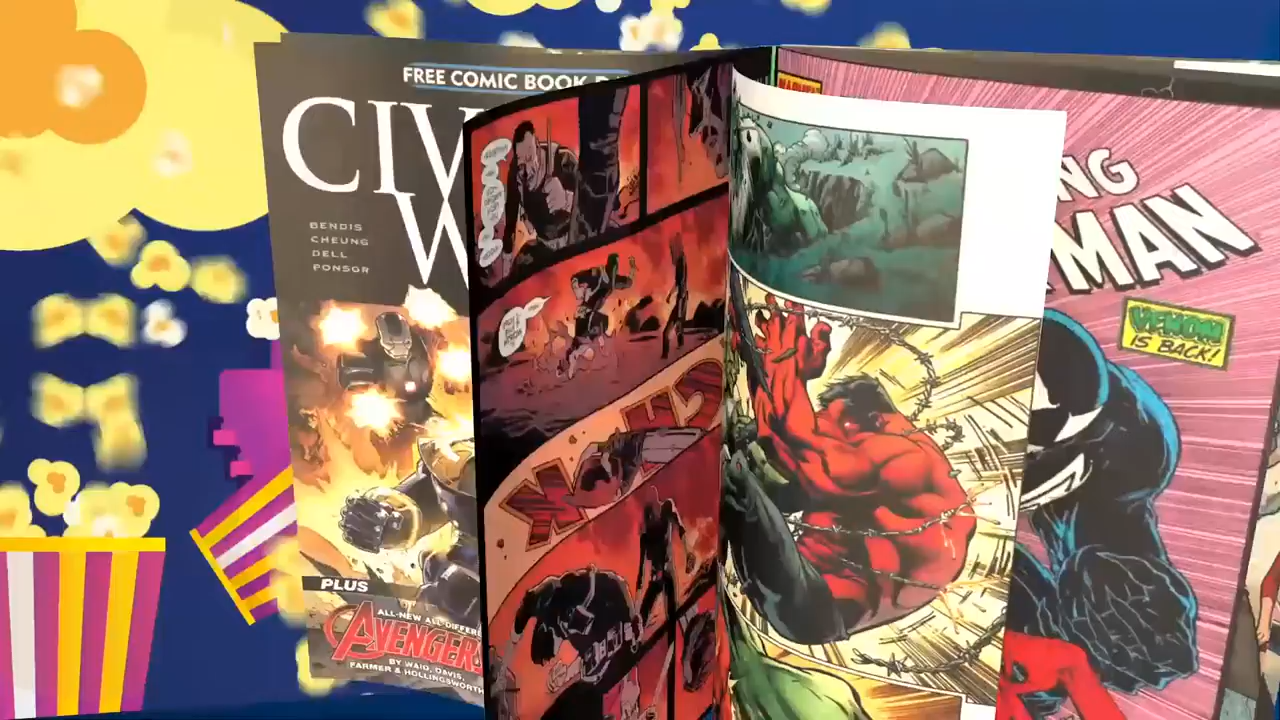 FREE COMIC BOOK
CIV
W
BENDIS
CHEUNG
DELL
PONSOR
PLUS
ALL-NEW ALL-DIFFERE
AVENGERS
BY WAID, DAVIS,
FARMER & HOLLINGSWORTH
NG
MAN
VENOM
IS BACK!